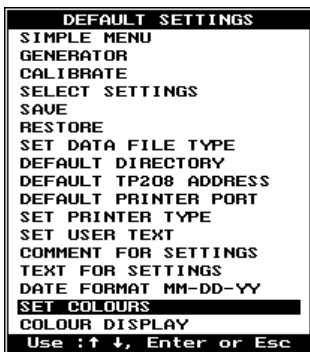 DEFAULT SETTINGS
SIMPLE MENU
GENERATOR
CALIBRATE
SELECT SETTINGS
SAVE
RESTORE
SET DATA FILE TYPE
DEFAULT DIRECTORY
DEFAULT TP208 ADDRESS
DEFAULT PRINTER PORT
SET PRINTER TYPE
SET USER TEXT
COMMENT FOR SETTINGS
TEXT FOR SETTINGS
DATE FORMAT MM-DD-YY
SET COLOURS
COLOUR DISPLAY
Use :↑ ↓, Enter or Esc